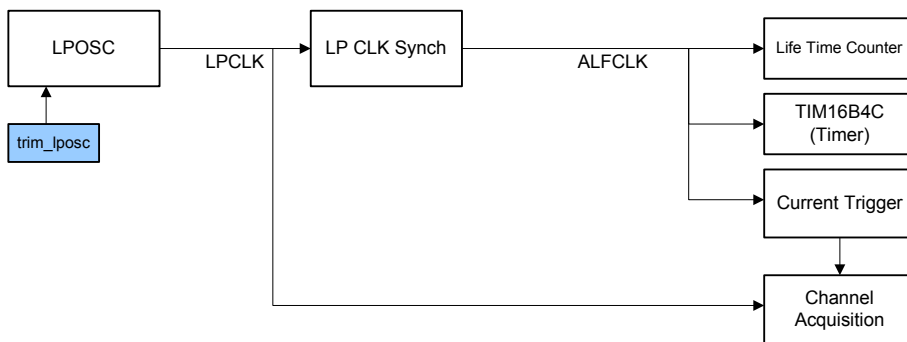 LPOSC
LPCLK
LP CLK Synch
ALFCLK
Life Time Counter
trim_lposc
TIM16B4C
(Timer)
Current Trigger
Channel
Acquisition